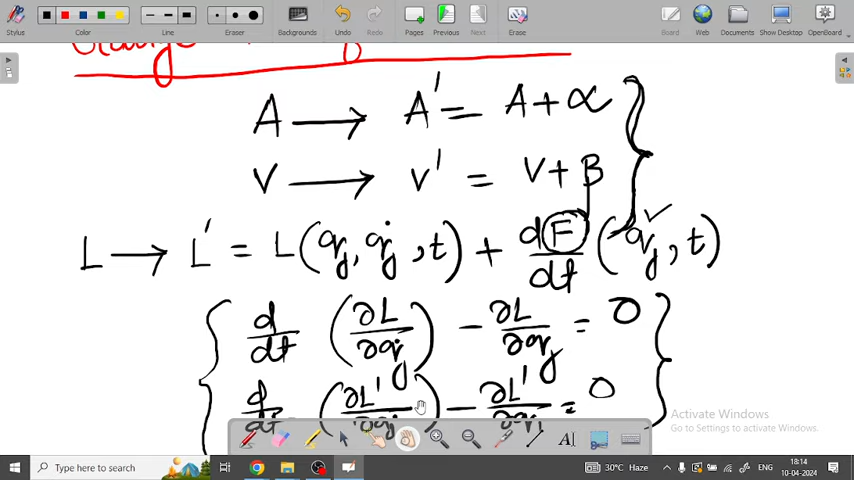 Stylus Color Line Eraser Backgrounds Undo Redo Pages Previous Next Erase Board Web Documents Show Desktop OpenBoard
A ⟶ A' = A + α
V ⟶ V' = V + β
L ⟶ L' = L(qj, q̇j, t) + dF/dt (qj, t)
d/dt (∂L/∂q̇j) - ∂L/∂qj = 0
d/dt (∂L'/∂q̇j) - ∂L'/∂qj = 0
Activate Windows
Go to Settings to activate Windows.
Type here to search
30°C Haze
ENG
18:14
10-04-2024